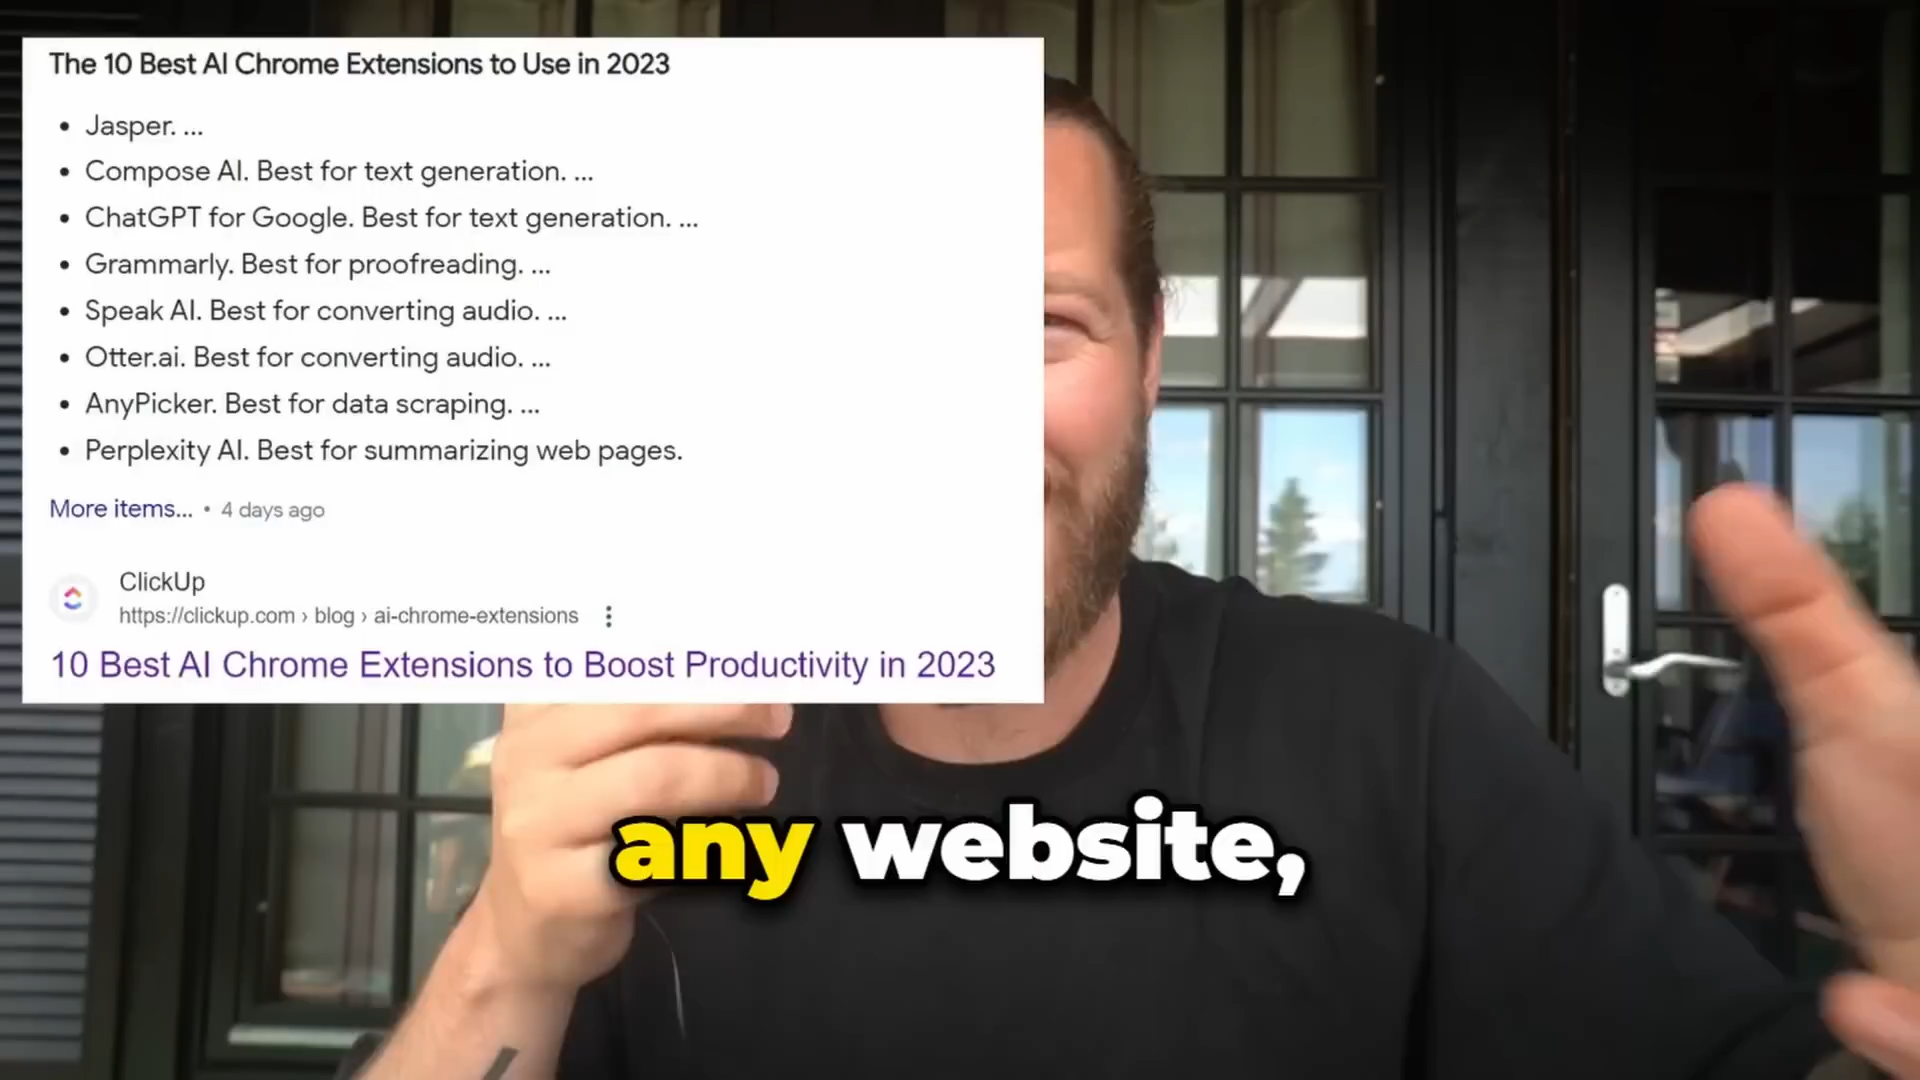 The 10 Best AI Chrome Extensions to Use in 2023
• Jasper. ...
• Compose AI. Best for text generation. ...
• ChatGPT for Google. Best for text generation. ...
• Grammarly. Best for proofreading. ...
• Speak AI. Best for converting audio. ...
• Otter.ai. Best for converting audio. ...
• AnyPicker. Best for data scraping. ...
• Perplexity AI. Best for summarizing web pages.
More items... • 4 days ago
ClickUp
https://clickup.com › blog › ai-chrome-extensions
10 Best AI Chrome Extensions to Boost Productivity in 2023
any website,